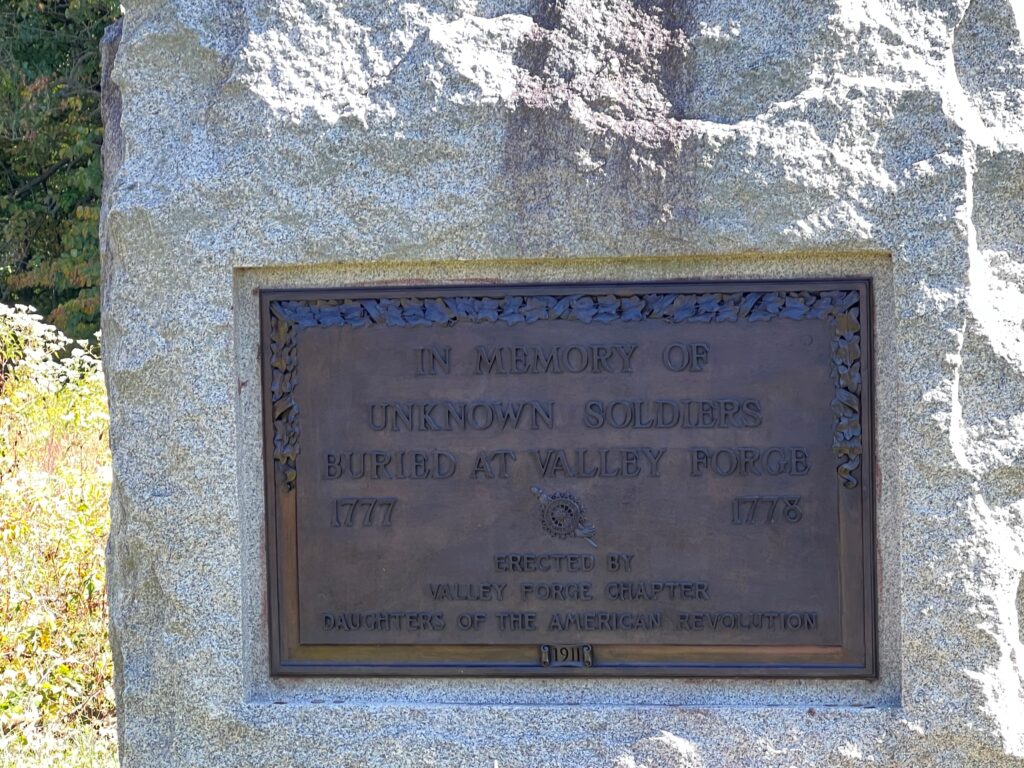 IN MEMORY OF
UNKNOWN SOLDIERS
BURIED AT VALLEY FORGE
1777 1778
ERECTED BY
VALLEY FORGE CHAPTER
DAUGHTERS OF THE AMERICAN REVOLUTION
1911